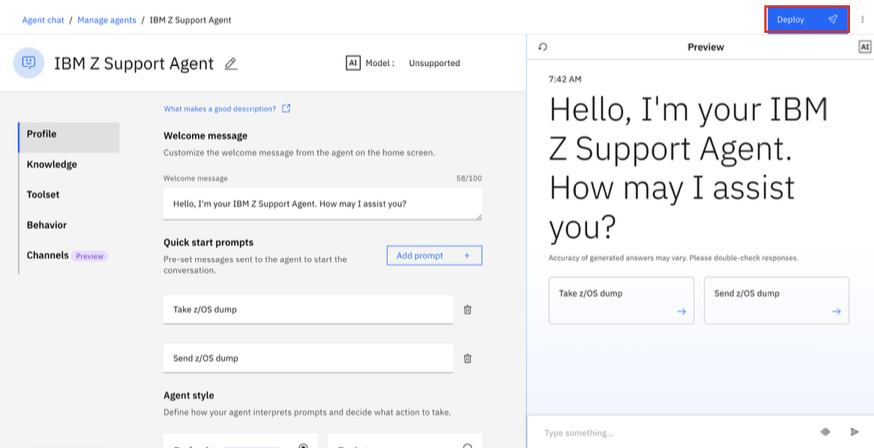 Agent chat / Manage agents / IBM Z Support Agent
Deploy
IBM Z Support Agent
AI Model : Unsupported
Preview
AI
What makes a good description?
Profile
Knowledge
Toolset
Behavior
Channels Preview
Welcome message
Customize the welcome message from the agent on the home screen.
Welcome message 58/100
Hello, I'm your IBM Z Support Agent. How may I assist you?
Quick start prompts
Pre-set messages sent to the agent to start the
conversation.
Add prompt +
Take z/OS dump
Send z/OS dump
Agent style
Define how your agent interprets prompts and decide what action to take.
7:42 AM
Hello, I'm your IBM
Z Support Agent.
How may I assist
you?
Accuracy of generated answers may vary. Please double-check responses.
Take z/OS dump
Send z/OS dump
Type something...